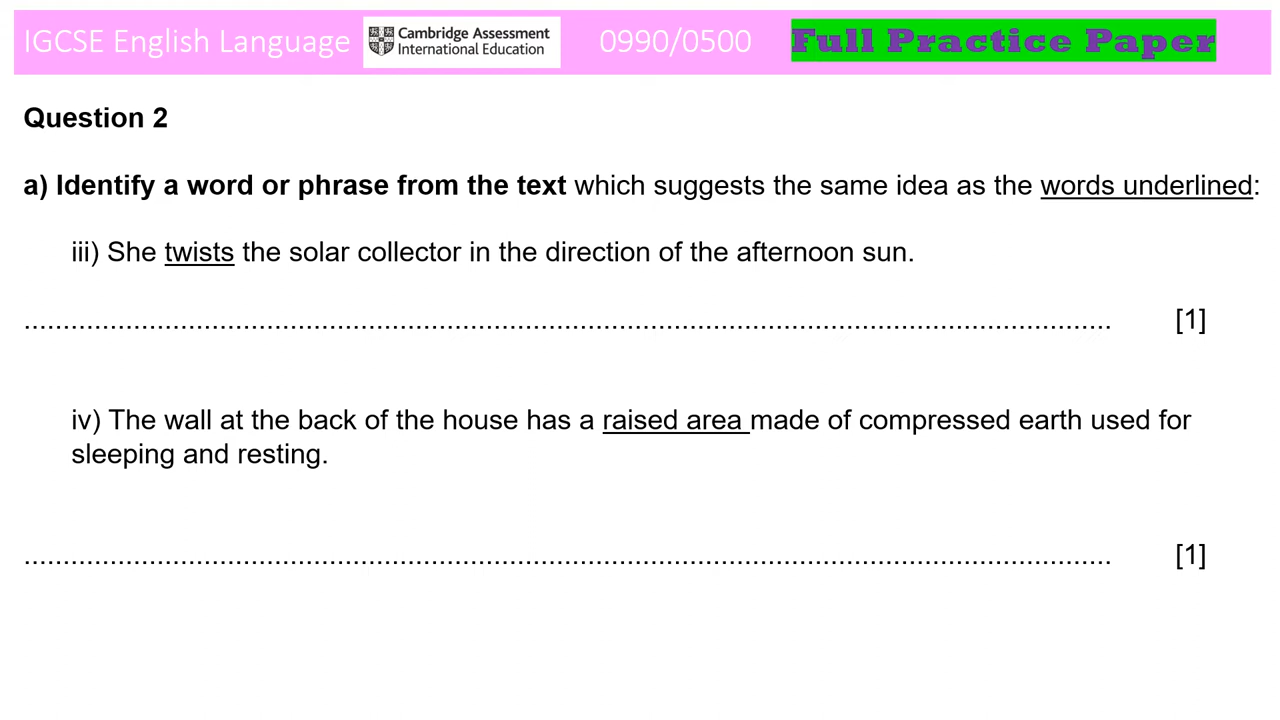 IGCSE English Language Cambridge Assessment International Education 0990/0500 Full Practice Paper
Question 2
a) Identify a word or phrase from the text which suggests the same idea as the words underlined:
iii) She twists the solar collector in the direction of the afternoon sun.
.......................................................................................................... [1]
iv) The wall at the back of the house has a raised area made of compressed earth used for
sleeping and resting.
.......................................................................................................... [1]